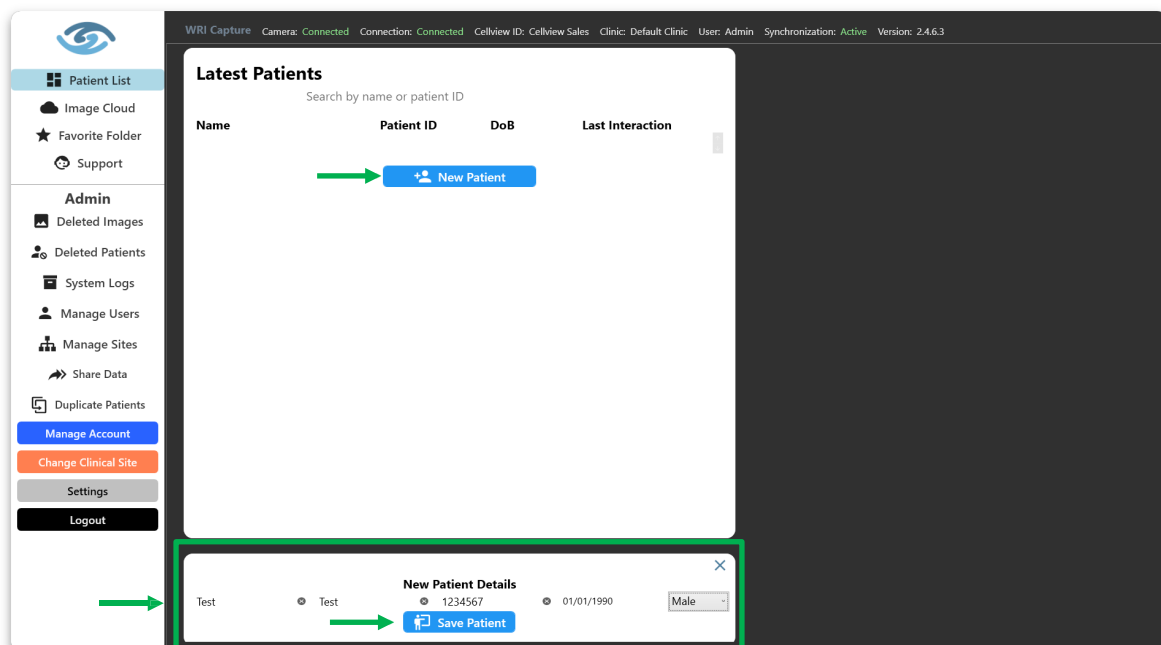 WRI Capture Camera: Connected Connection: Connected Cellview ID: Cellview Sales Clinic: Default Clinic User: Admin Synchronization: Active Version: 2.4.6.3
Patient List
Image Cloud
Favorite Folder
Support
Admin
Deleted Images
Deleted Patients
System Logs
Manage Users
Manage Sites
Share Data
Duplicate Patients
Manage Account
Change Clinical Site
Settings
Logout
Latest Patients
Search by name or patient ID
Name Patient ID DoB Last Interaction
New Patient
New Patient Details
Test Test 1234567 01/01/1990 Male
Save Patient